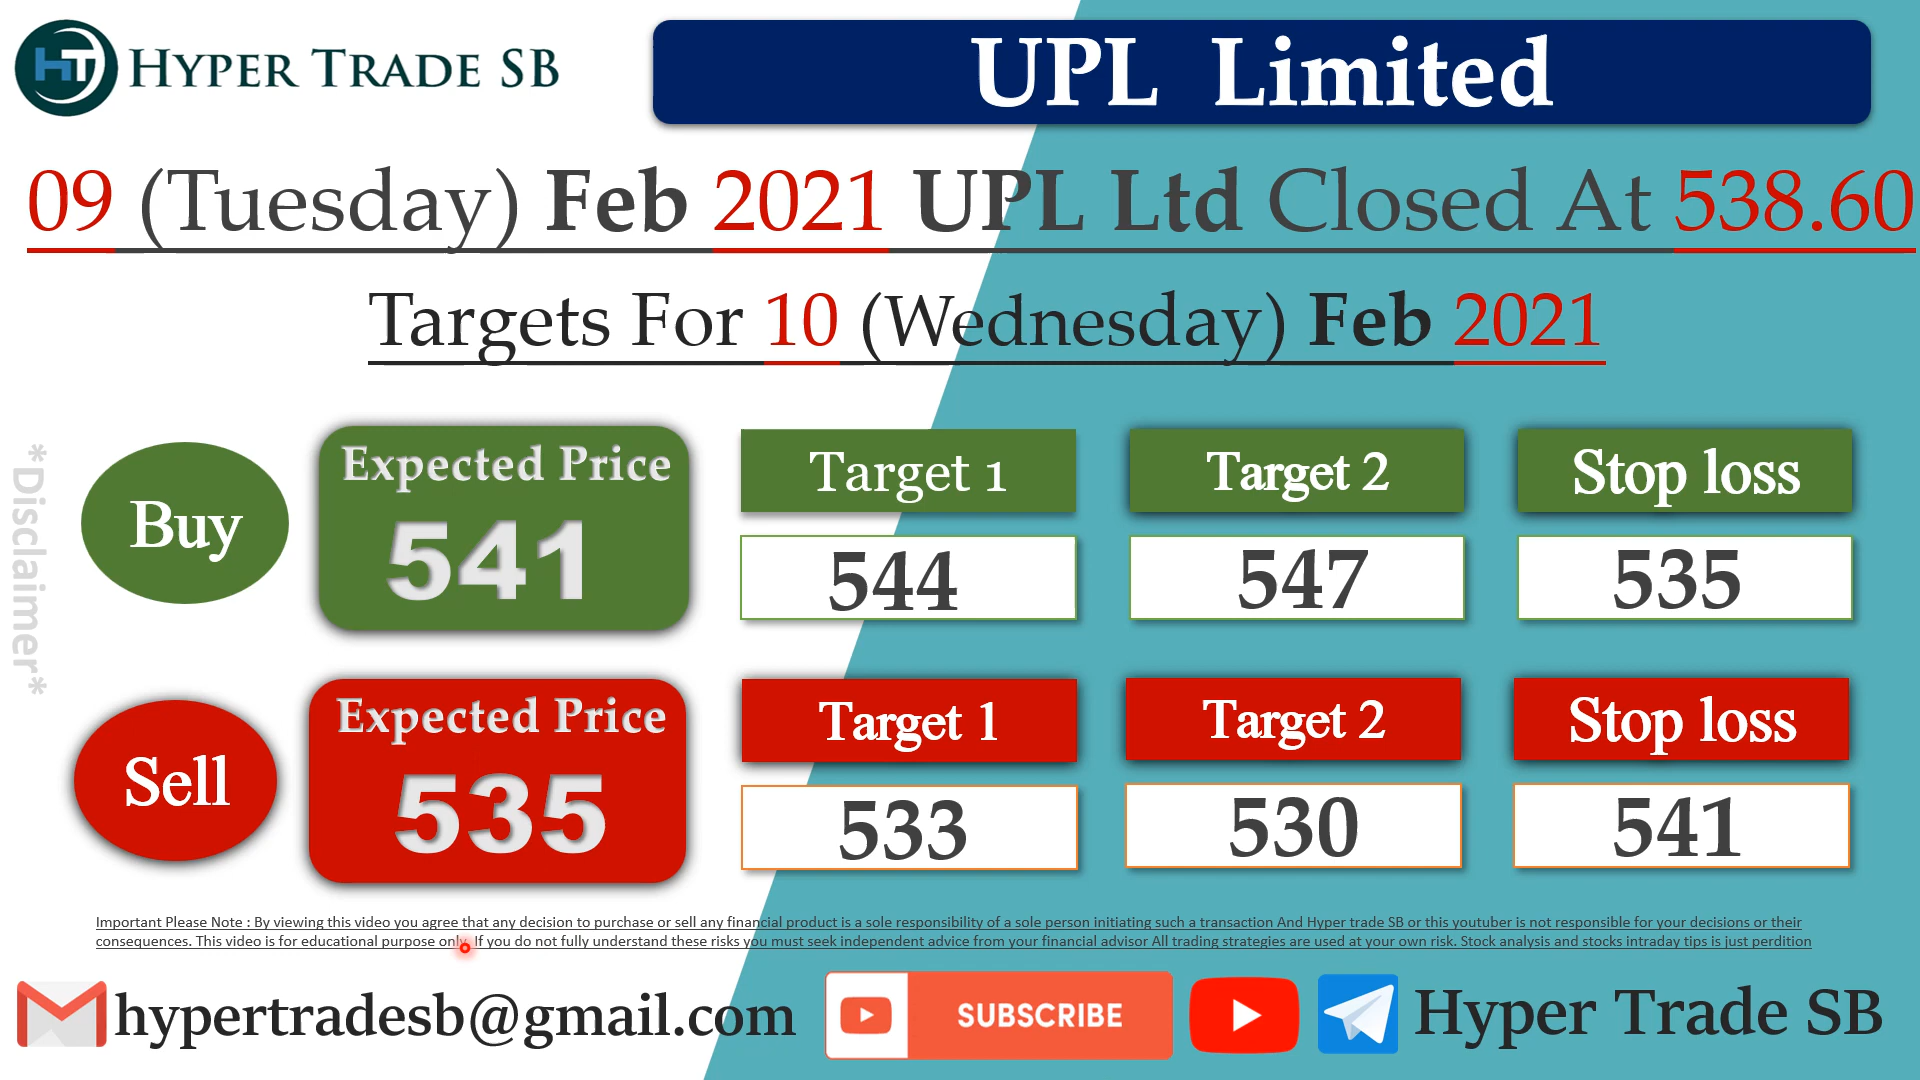 HT HYPER TRADE SB
UPL Limited
09 (Tuesday) Feb 2021 UPL Ltd Closed At 538.60
Targets For 10 (Wednesday) Feb 2021
*Disclaimer*
Buy
Expected Price
541
Target 1
544
Target 2
547
Stop loss
535
Sell
Expected Price
535
Target 1
533
Target 2
530
Stop loss
541
Important Please Note : By viewing this video you agree that any decision to purchase or sell any financial product is a sole responsibility of a sole person initiating such a transaction And Hyper trade SB or this youtuber is not responsible for your decisions or their
consequences. This video is for educational purpose only. If you do not fully understand these risks you must seek independent advice from your financial advisor All trading strategies are used at your own risk. Stock analysis and stocks intraday tips is just perdition
hypertradesb@gmail.com
SUBSCRIBE
Hyper Trade SB